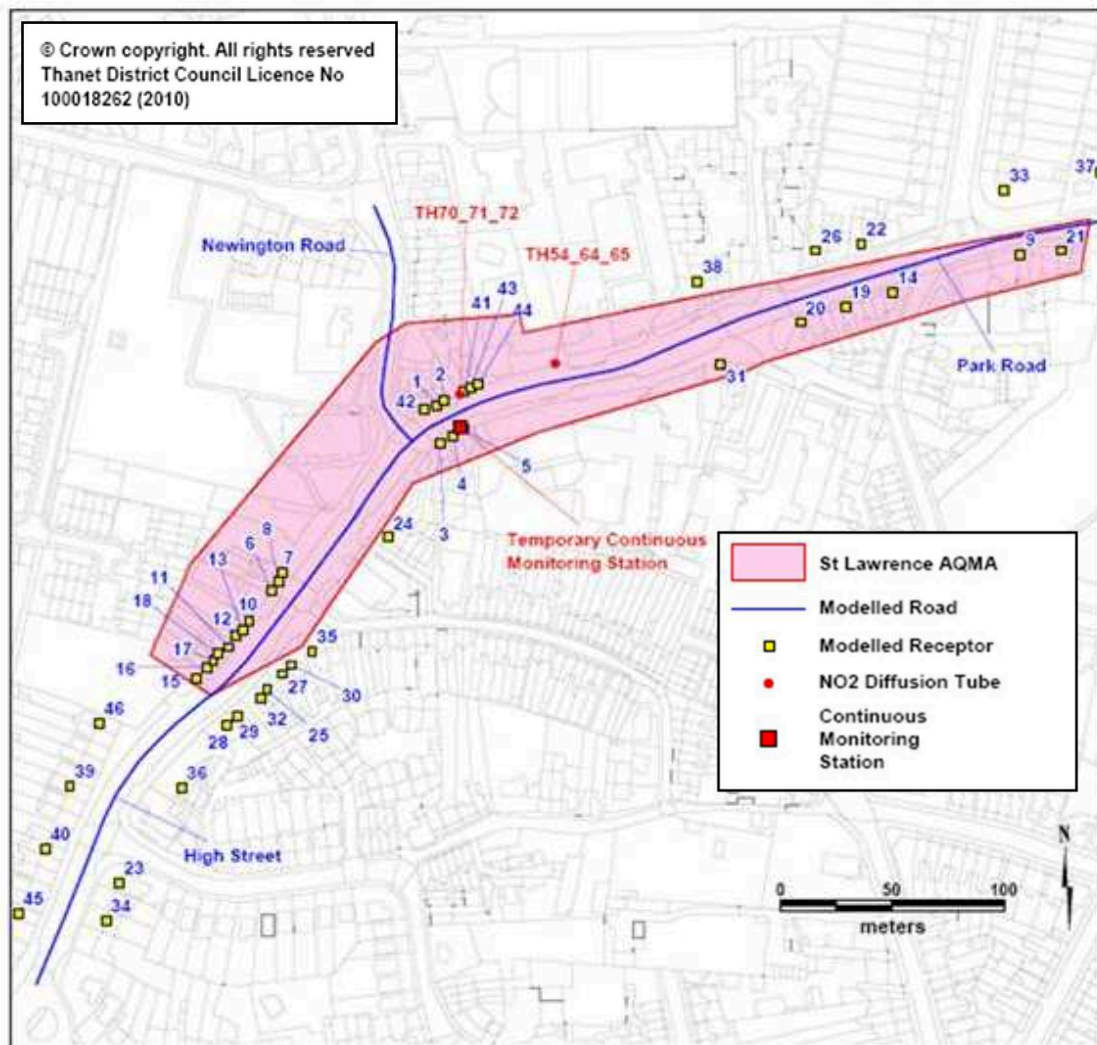 © Crown copyright. All rights reserved
Thanet District Council Licence No
100018262 (2010)
33
37
TH70_71_72
Newington Road
26
22
TH54_64_65
38
9
21
41
43
44
14
19
20
1
2
42
31
Park Road
5
4
3
24
Temporary Continuous
Monitoring Station
8
6
7
13
11
10
18
12
17
16
15
35
30
27
25
32
29
28
46
39
36
40
High Street
23
45
34
St Lawrence AQMA
Modelled Road
Modelled Receptor
NO2 Diffusion Tube
Continuous
Monitoring
Station
N
0 50 100
meters